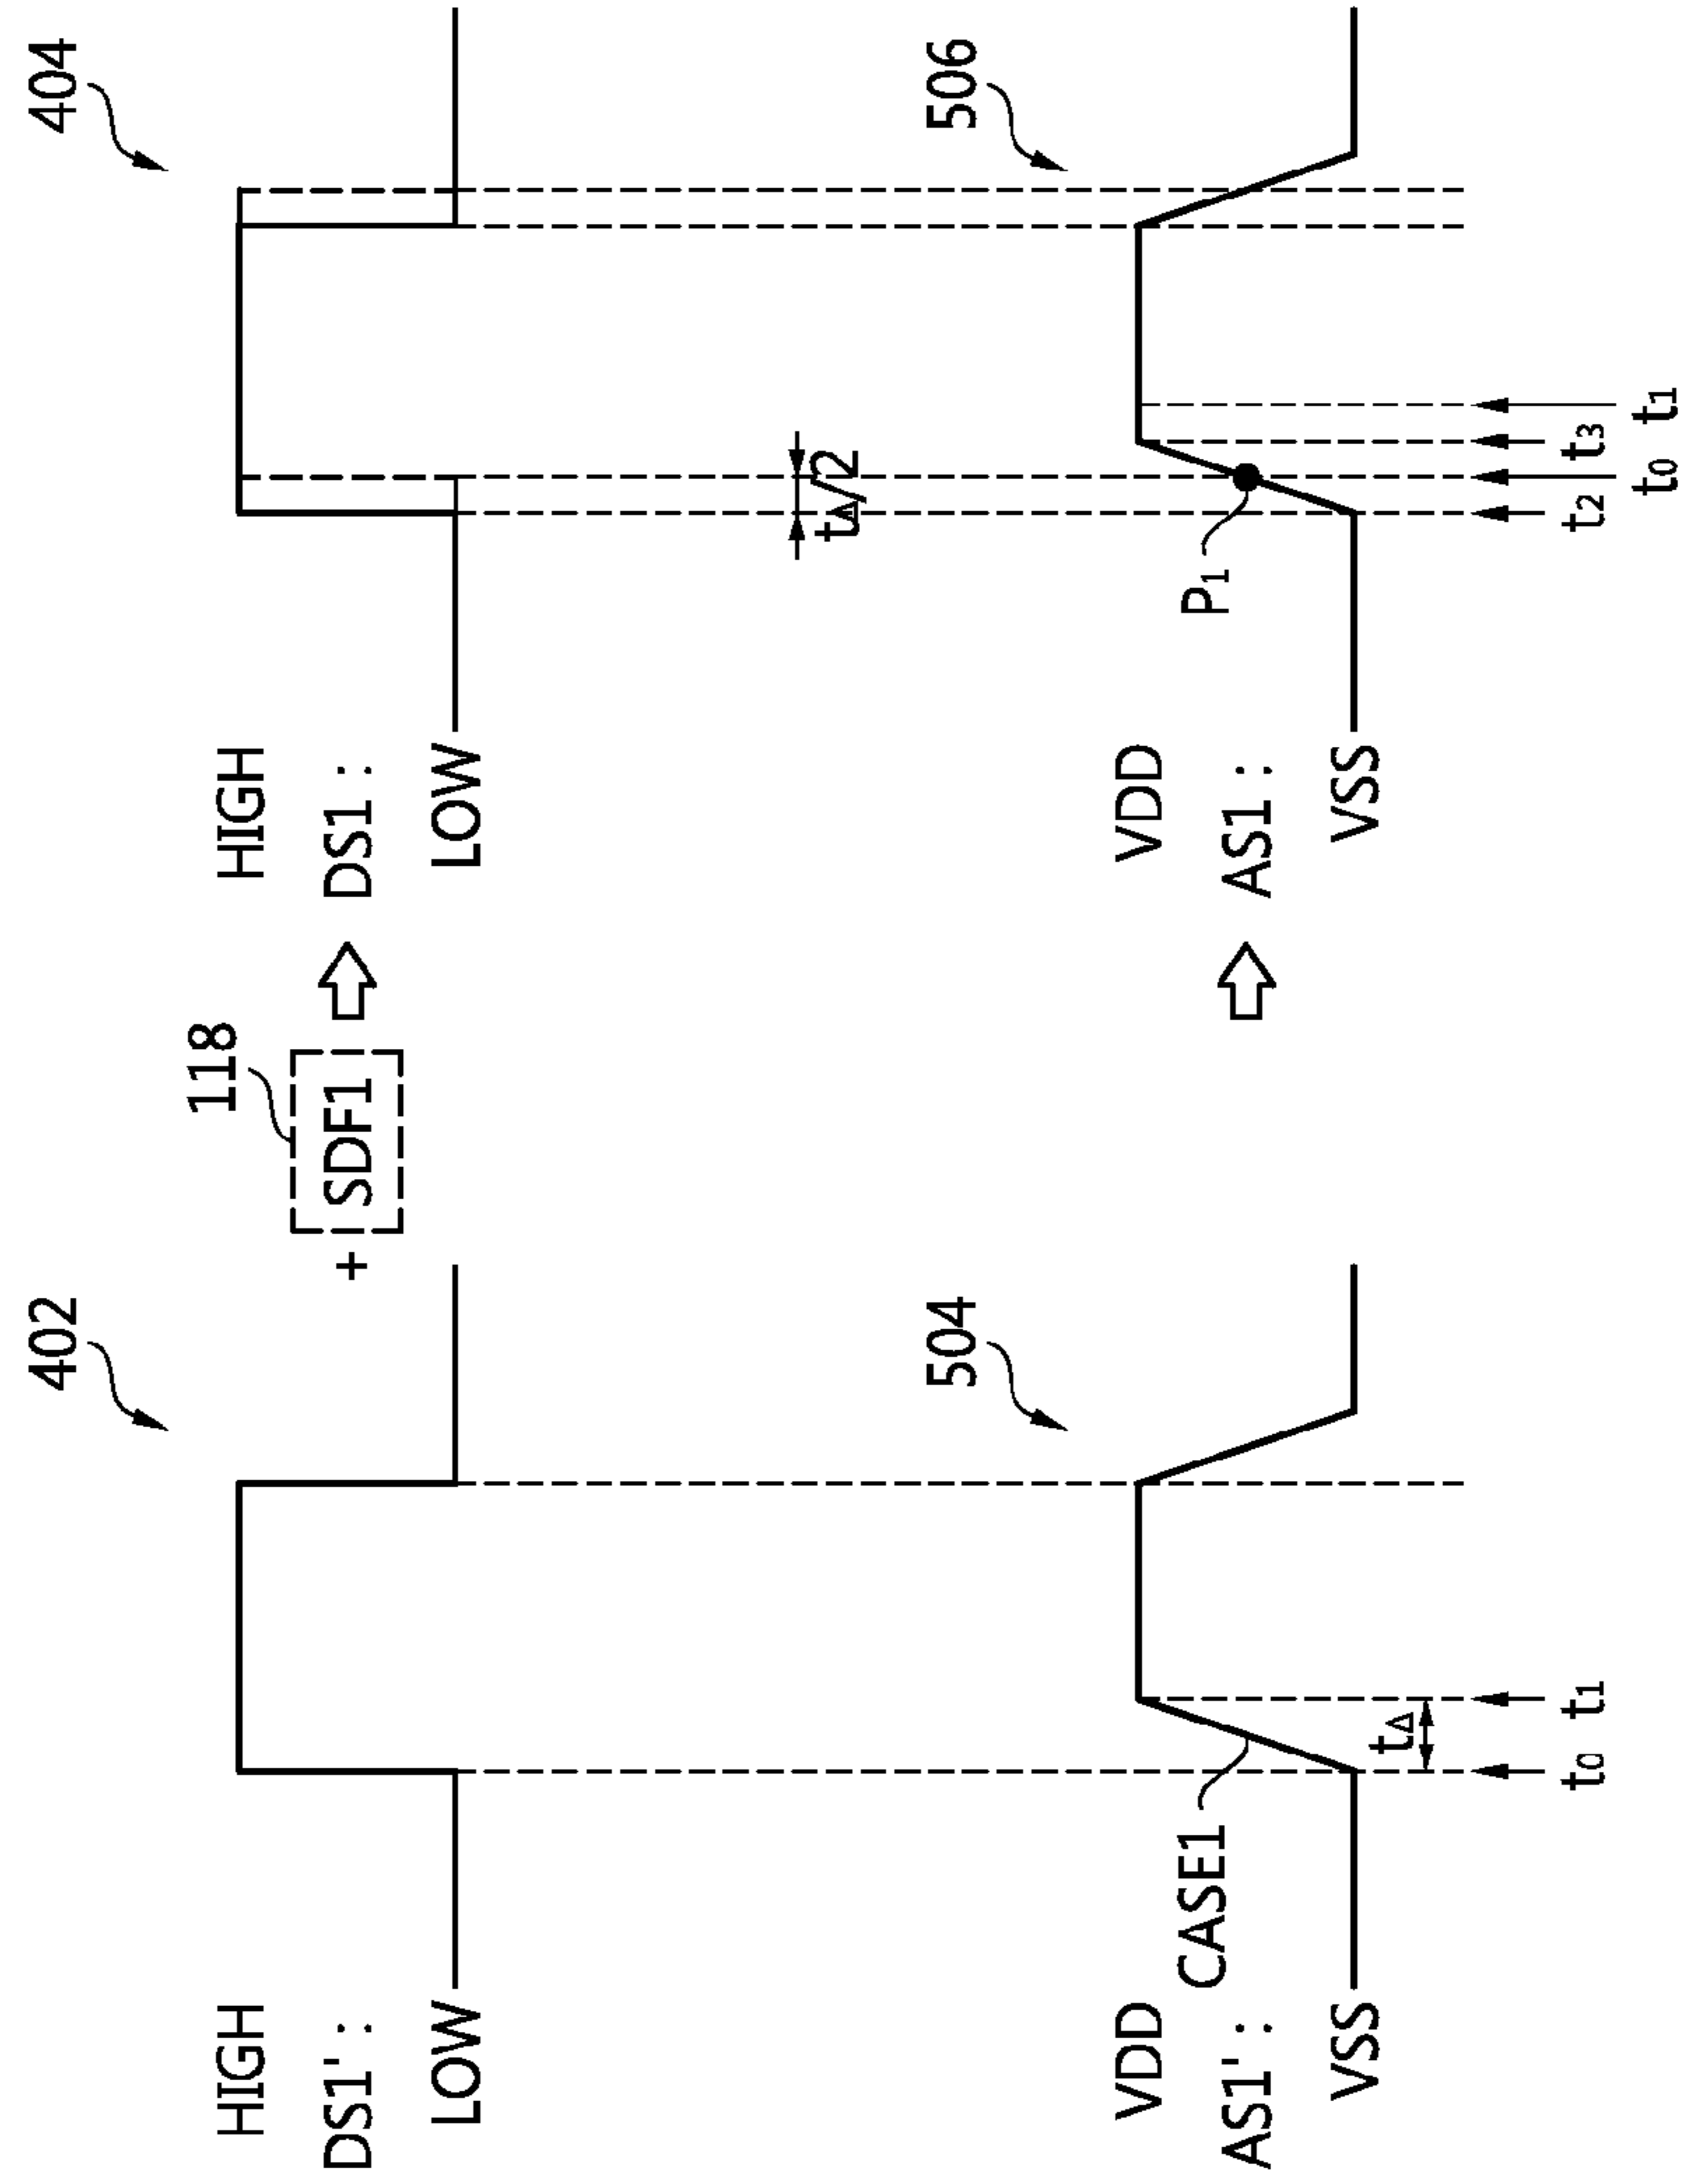 402
HIGH
DS1':
LOW
+
SDF1
118
404
HIGH
DS1:
LOW
tΔ/2
504
VDD
AS1':
VSS
CASE1
tΔ
t0
t1
506
VDD
AS1:
VSS
P1
t2
t3
t0
t1